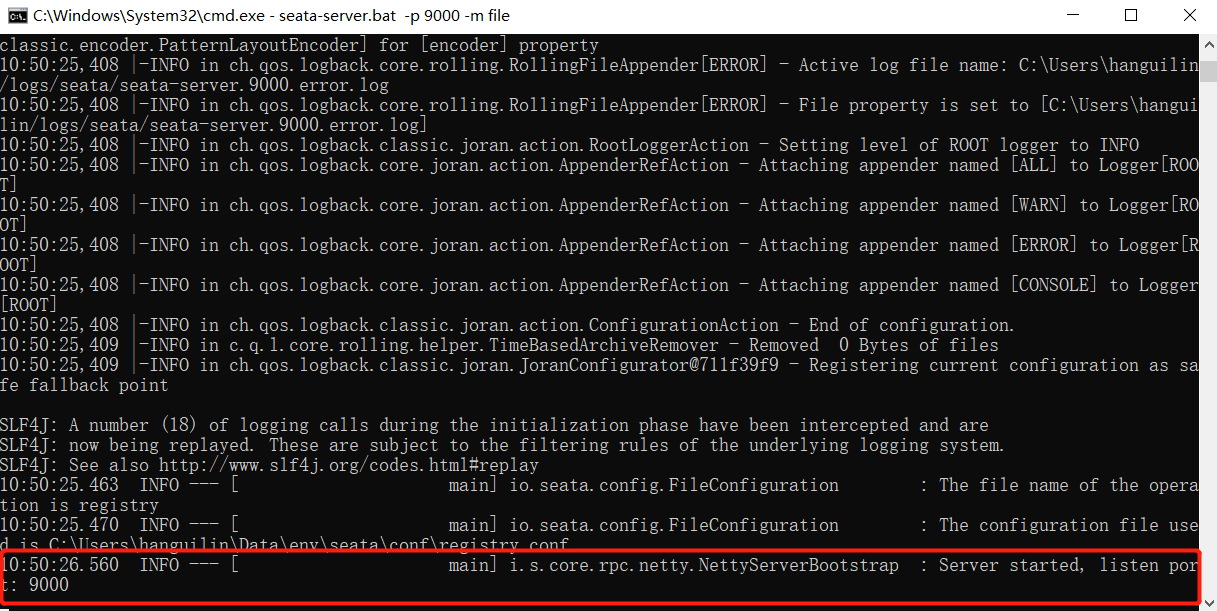 C:\Windows\System32\cmd.exe - seata-server.bat  -p 9000 -m file
classic.encoder.PatternLayoutEncoder] for [encoder] property
10:50:25,408 |-INFO in ch.qos.logback.core.rolling.RollingFileAppender[ERROR] - Active log file name: C:\Users\hanguilin
/logs/seata/seata-server.9000.error.log
10:50:25,408 |-INFO in ch.qos.logback.core.rolling.RollingFileAppender[ERROR] - File property is set to [C:\Users\hangui
lin/logs/seata/seata-server.9000.error.log]
10:50:25,408 |-INFO in ch.qos.logback.classic.joran.action.RootLoggerAction - Setting level of ROOT logger to INFO
10:50:25,408 |-INFO in ch.qos.logback.core.joran.action.AppenderRefAction - Attaching appender named [ALL] to Logger[ROO
T]
10:50:25,408 |-INFO in ch.qos.logback.core.joran.action.AppenderRefAction - Attaching appender named [WARN] to Logger[RO
OT]
10:50:25,408 |-INFO in ch.qos.logback.core.joran.action.AppenderRefAction - Attaching appender named [ERROR] to Logger[R
OOT]
10:50:25,408 |-INFO in ch.qos.logback.core.joran.action.AppenderRefAction - Attaching appender named [CONSOLE] to Logger
[ROOT]
10:50:25,408 |-INFO in ch.qos.logback.classic.joran.action.ConfigurationAction - End of configuration.
10:50:25,409 |-INFO in c.q.l.core.rolling.helper.TimeBasedArchiveRemover - Removed  0 Bytes of files
10:50:25,409 |-INFO in ch.qos.logback.classic.joran.JoranConfigurator@711f39f9 - Registering current configuration as sa
fe fallback point
SLF4J: A number (18) of logging calls during the initialization phase have been intercepted and are
SLF4J: now being replayed. These are subject to the filtering rules of the underlying logging system.
SLF4J: See also http://www.slf4j.org/codes.html#replay
10:50:25.463  INFO --- [                     main] io.seata.config.FileConfiguration        : The file name of the opera
tion is registry
10:50:25.470  INFO --- [                     main] io.seata.config.FileConfiguration        : The configuration file use
d is C:\Users\hanguilin\Data\env\seata\conf\registry.conf
10:50:26.560  INFO --- [                     main] i.s.core.rpc.netty.NettyServerBootstrap  : Server started, listen por
t: 9000